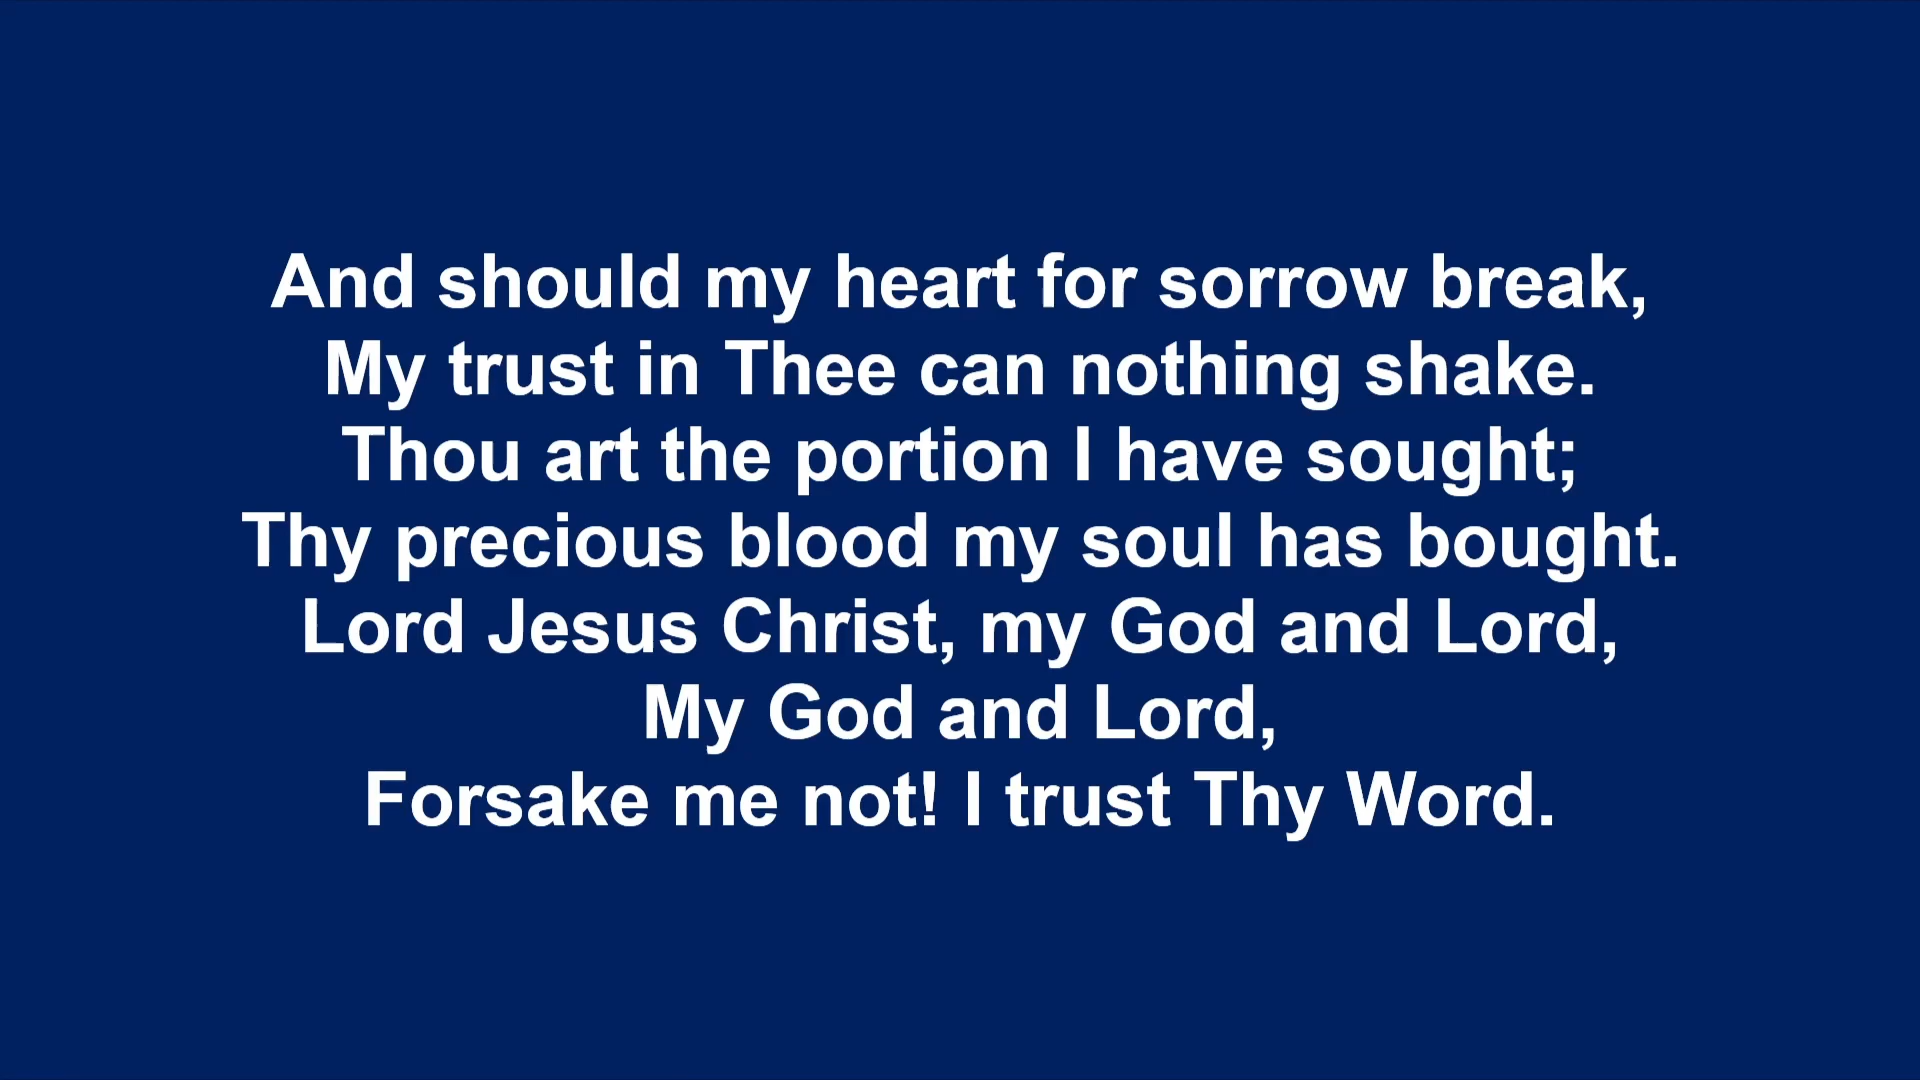 And should my heart for sorrow break,
My trust in Thee can nothing shake.
Thou art the portion I have sought;
Thy precious blood my soul has bought.
Lord Jesus Christ, my God and Lord,
My God and Lord,
Forsake me not! I trust Thy Word.